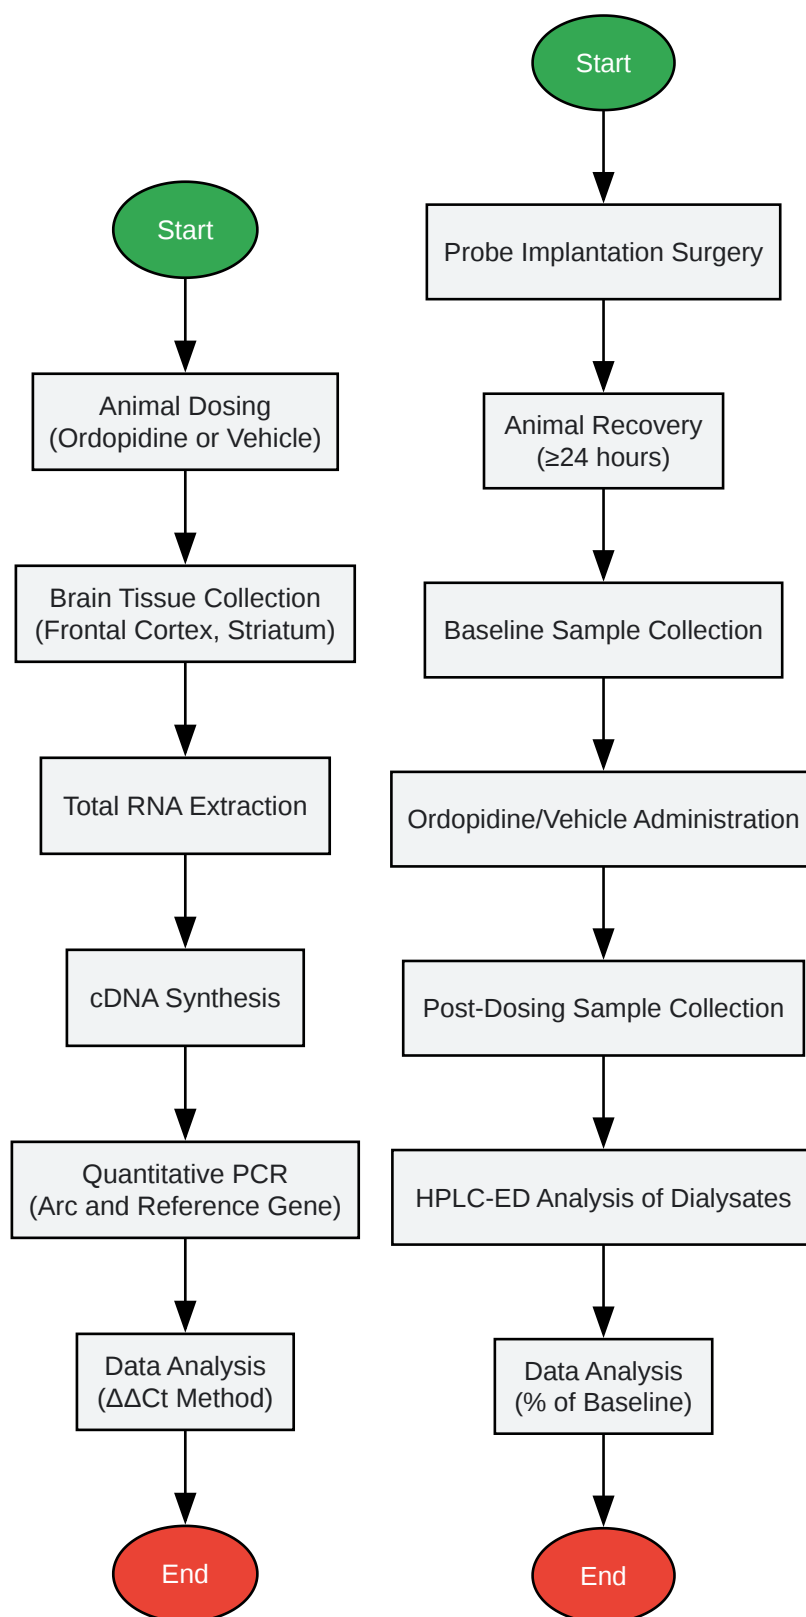 Start
Animal Dosing
(Ordopidine or Vehicle)
Brain Tissue Collection
(Frontal Cortex, Striatum)
Total RNA Extraction
cDNA Synthesis
Quantitative PCR
(Arc and Reference Gene)
Data Analysis
(ΔΔCt Method)
End
Start
Probe Implantation Surgery
Animal Recovery
(≥24 hours)
Baseline Sample Collection
Ordopidine/Vehicle Administration
Post-Dosing Sample Collection
HPLC-ED Analysis of Dialysates
Data Analysis
(% of Baseline)
End